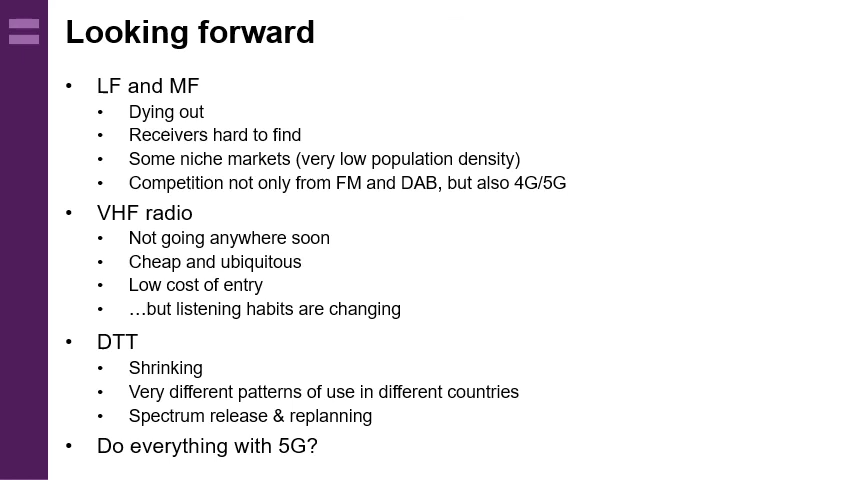 Looking forward
• LF and MF
• Dying out
• Receivers hard to find
• Some niche markets (very low population density)
• Competition not only from FM and DAB, but also 4G/5G
• VHF radio
• Not going anywhere soon
• Cheap and ubiquitous
• Low cost of entry
• …but listening habits are changing
• DTT
• Shrinking
• Very different patterns of use in different countries
• Spectrum release & replanning
• Do everything with 5G?